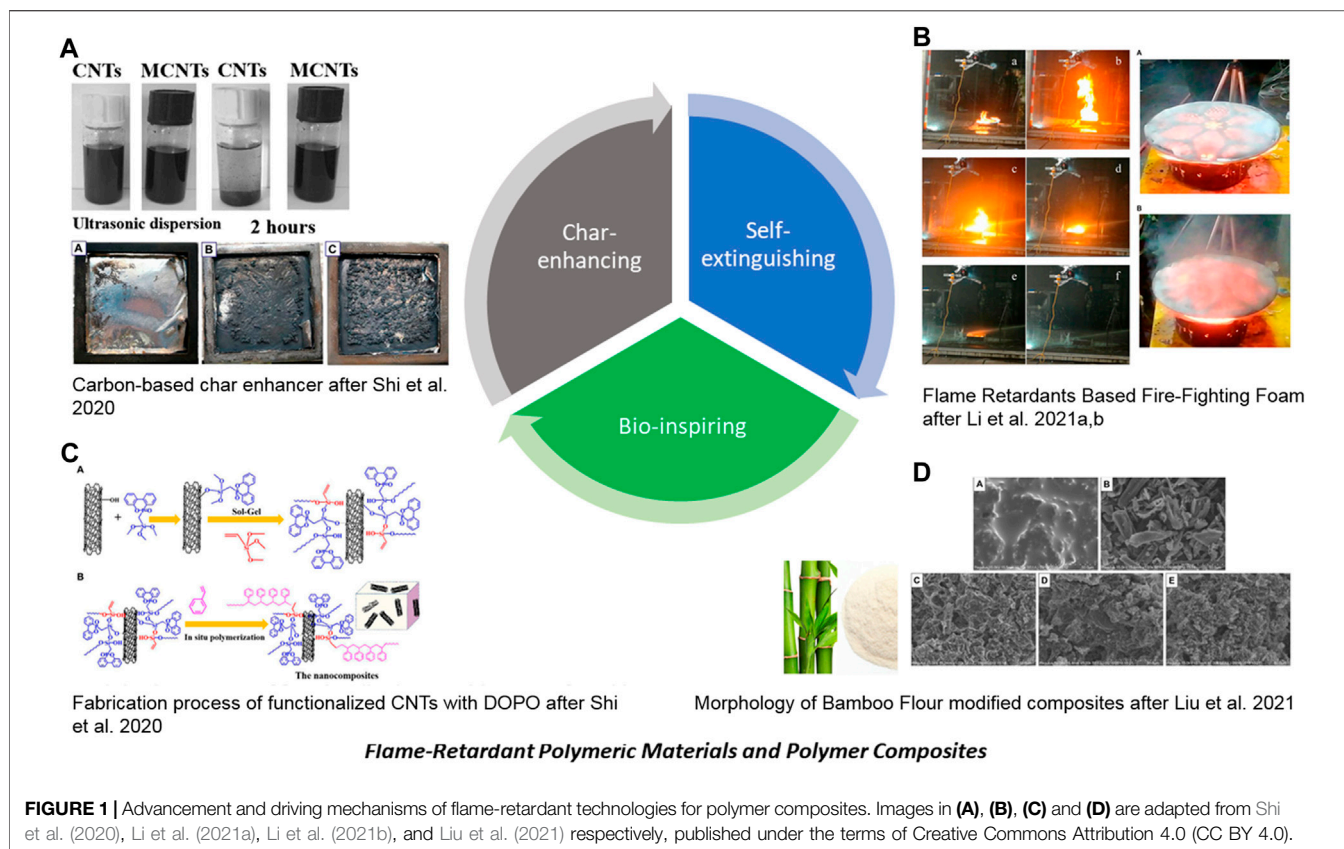 A
CNTs MCNTs CNTs MCNTs
Ultrasonic dispersion 2 hours
A B C
Carbon-based char enhancer after Shi et al.
2020
Char-
enhancing
Self-
extinguishing
Bio-inspiring
B
a b
c d
e f
A
B
Flame Retardants Based Fire-Fighting Foam
after Li et al. 2021a,b
C
A
OH
+
Sol-Gel
B
In situ polymerization
The nanocomposites
Fabrication process of functionalized CNTs with DOPO after Shi
et al. 2020
D
A B
C D E
Morphology of Bamboo Flour modified composites after Liu et al. 2021
Flame-Retardant Polymeric Materials and Polymer Composites
FIGURE 1 | Advancement and driving mechanisms of flame-retardant technologies for polymer composites. Images in (A), (B), (C) and (D) are adapted from Shi
et al. (2020), Li et al. (2021a), Li et al. (2021b), and Liu et al. (2021) respectively, published under the terms of Creative Commons Attribution 4.0 (CC BY 4.0).